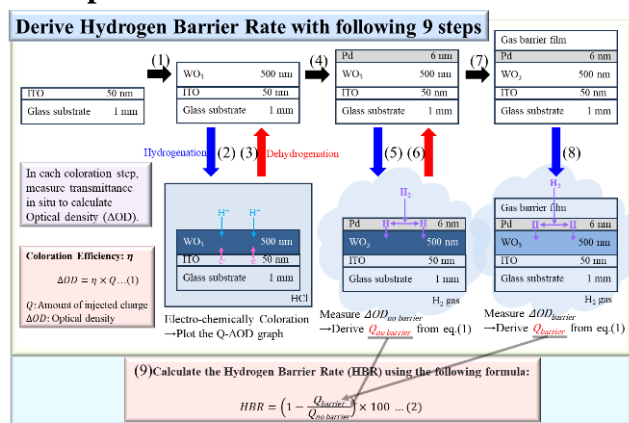 Derive Hydrogen Barrier Rate with following 9 steps
(1)
(4)
(7)
ITO 50 nm
Glass substrate 1 mm
WO₃ 500 nm
ITO 50 nm
Glass substrate 1 mm
Pd 6 nm
WO₃ 500 nm
ITO 50 nm
Glass substrate 1 mm
Gas barrier film
Pd 6 nm
WO₃ 500 nm
ITO 50 nm
Glass substrate 1 mm
Hydrogenation (2) (3) Dehydrogenation
(5) (6)
(8)
In each coloration step,
measure transmittance
in situ to calculate
Optical density (ΔOD).
Coloration Efficiency: η
ΔOD = η × Q …(1)
Q: Amount of injected charge
ΔOD: Optical density
H⁺ H⁺
WO₃ 500 nm
ITO 50 nm
Glass substrate 1 mm
HCl
Electro-chemically Coloration
→Plot the Q-ΔOD graph
H₂
Pd H H 6 nm
WO₃ 500 nm
ITO 50 nm
Glass substrate 1 mm
H₂ gas
Measure ΔOD no barrier
→Derive Q no barrier from eq.(1)
H₂
Gas barrier film
Pd H H 6 nm
WO₃ 500 nm
ITO 50 nm
Glass substrate 1 mm
H₂ gas
Measure ΔOD barrier
→Derive Q barrier from eq.(1)
(9)Calculate the Hydrogen Barrier Rate (HBR) using the following formula:
HBR = (1 − Q barrier / Q no barrier) × 100 …(2)